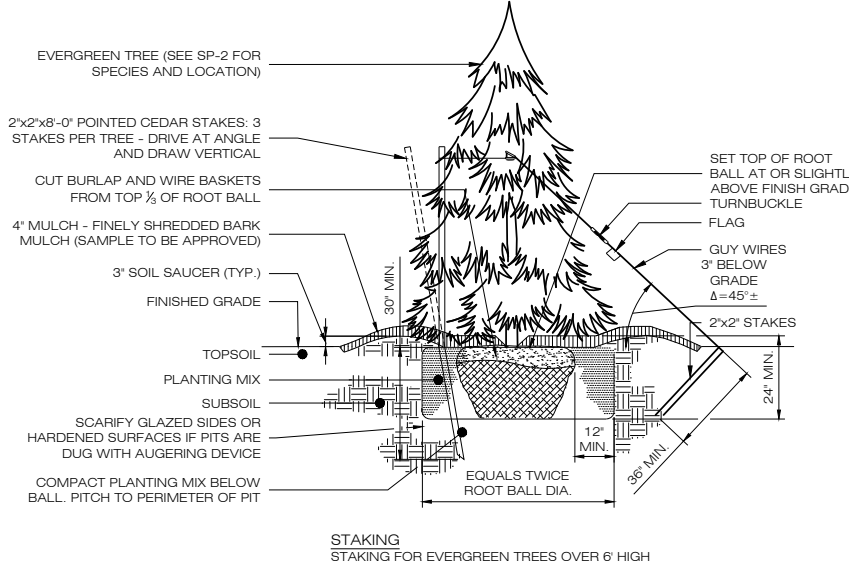 EVERGREEN TREE (SEE SP-2 FOR
SPECIES AND LOCATION)
2"x2"x8'-0" POINTED CEDAR STAKES: 3
STAKES PER TREE - DRIVE AT ANGLE
AND DRAW VERTICAL
CUT BURLAP AND WIRE BASKETS
FROM TOP ⅓ OF ROOT BALL
4" MULCH - FINELY SHREDDED BARK
MULCH (SAMPLE TO BE APPROVED)
3" SOIL SAUCER (TYP.)
FINISHED GRADE
TOPSOIL
PLANTING MIX
SUBSOIL
SCARIFY GLAZED SIDES OR
HARDENED SURFACES IF PITS ARE
DUG WITH AUGERING DEVICE
COMPACT PLANTING MIX BELOW
BALL. PITCH TO PERIMETER OF PIT
30" MIN.
1"
SET TOP OF ROOT
BALL AT OR SLIGHTL
ABOVE FINISH GRAD
TURNBUCKLE
FLAG
GUY WIRES
3" BELOW
GRADE
Δ=45°±
2"x2" STAKES
24" MIN.
36" MIN.
12"
MIN.
EQUALS TWICE
ROOT BALL DIA.
STAKING
STAKING FOR EVERGREEN TREES OVER 6' HIGH